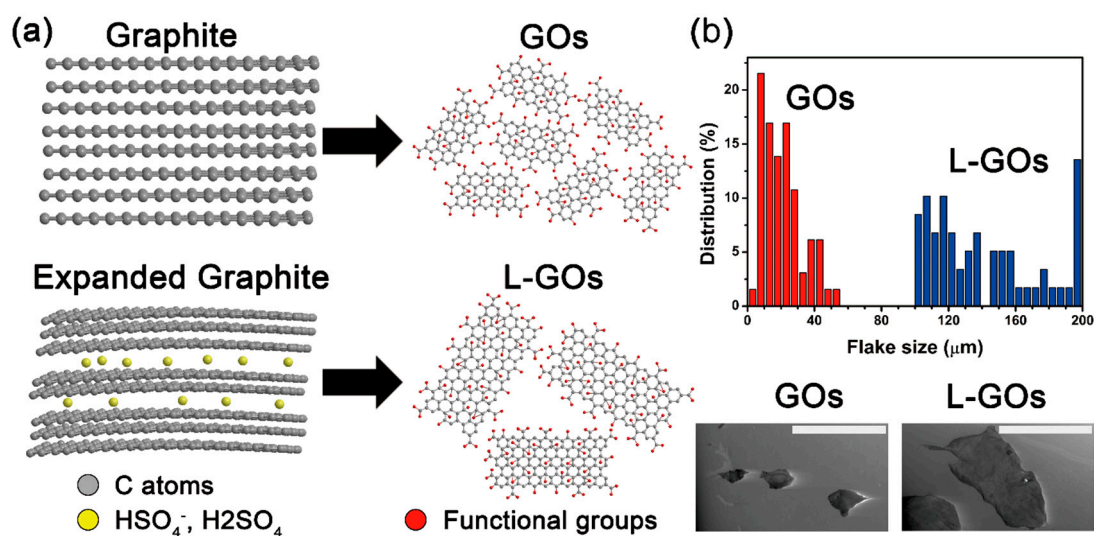 (a)
Graphite
GOs
Expanded Graphite
L-GOs
C atoms
HSO₄⁻, H2SO₄
Functional groups
(b)
GOs
L-GOs
Distribution (%)
20
15
10
5
0
0
40
80
120
160
200
Flake size (μm)
GOs
L-GOs